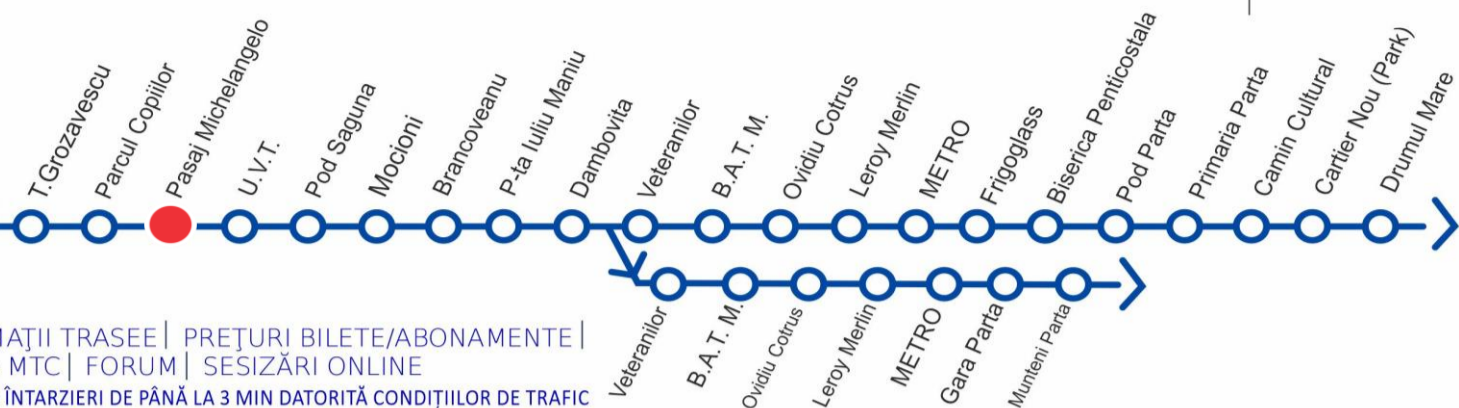 T.Grozavescu
Parcul Copiilor
Pasaj Michelangelo
U.V.T.
Pod Saguna
Mocioni
Brancoveanu
P-ta Iuliu Maniu
Dambovita
Veteranilor
B.A.T. M.
Ovidiu Cotrus
Leroy Merlin
METRO
Frigoglass
Biserica Penticostala
Pod Parta
Primaria Parta
Camin Cultural
Cartier Nou (Park)
Drumul Mare
Veteranilor
B.A.T. M.
Ovidiu Cotrus
Leroy Merlin
METRO
Gara Parta
Munteni Parta
AŢII TRASEE| PREŢURI BILETE/ABONAMENTE|
MTC| FORUM| SESIZĂRI ONLINE
ÎNTARZIERI DE PÂNĂ LA 3 MIN DATORITĂ CONDIȚIILOR DE TRAFIC